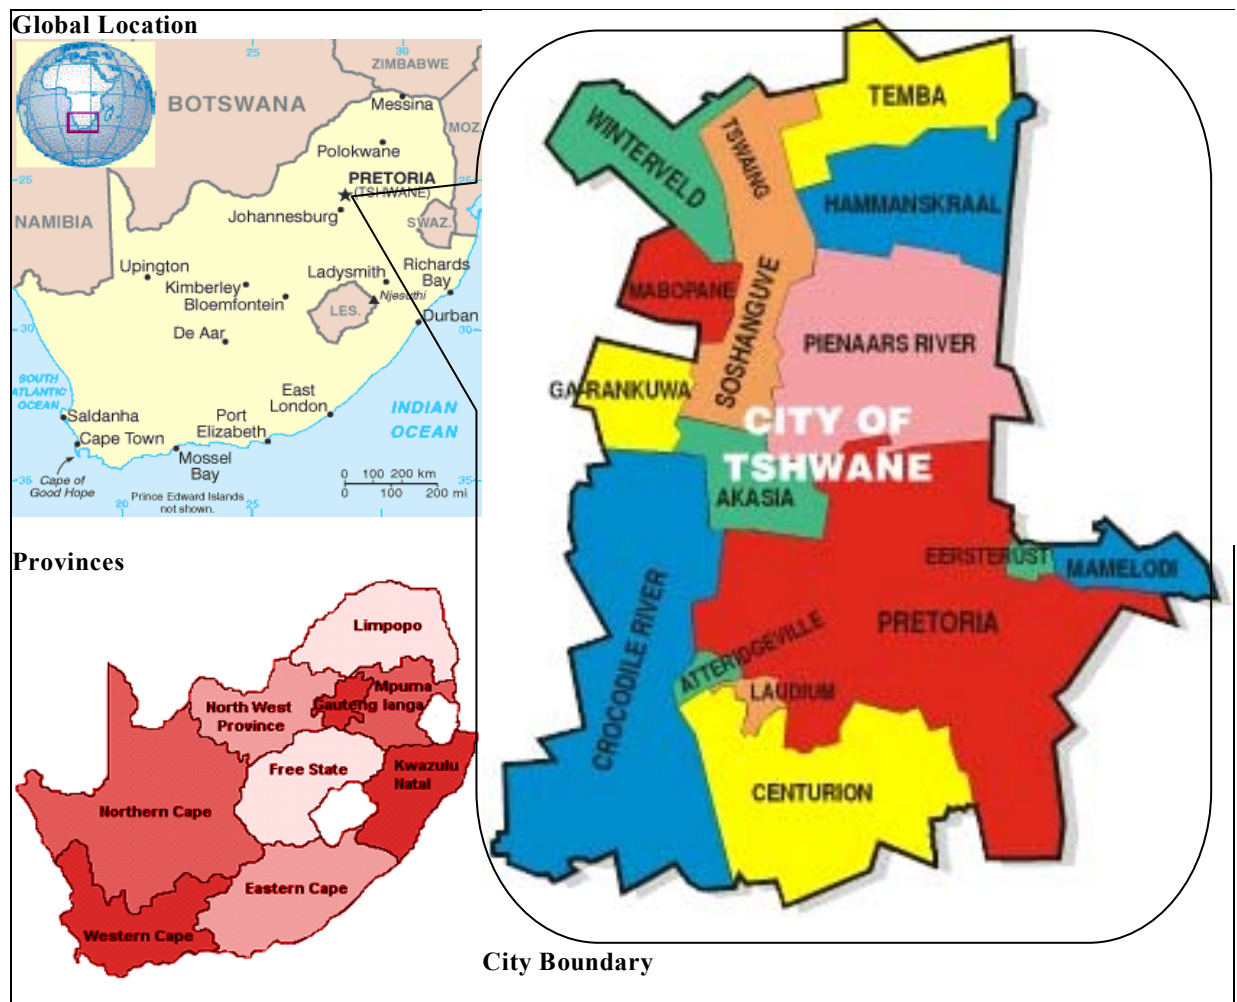 Global Location
25
30
ZIMBABWE
BOTSWANA
Messina
MOZ.
Polokwane
25
25
PRETORIA
(TSHWANE)
Johannesburg
NAMIBIA
SWAZ.
Upington
Ladysmith
Richards
Bay
Kimberley
Njesuthi
Bloemfontein
LES.
Durban
De Aar
30
30
SOUTH
ATLANTIC
OCEAN
East
London
INDIAN
OCEAN
Saldanha
Port
Elizabeth
Cape Town
Mossel
Bay
Cape of
Good Hope
0 100 200 km
0 100 200 mi
35
35
Prince Edward Islands
not shown.
20
25
30
Provinces
Limpopo
Mpuma
langa
Gauteng
North West
Province
Free State
Kwazulu
Natal
Northern Cape
Eastern Cape
Western Cape
TEMBA
WINTERVELD
TSWAING
HAMMANSKRAAL
MABOPANE
SOSHANGUVE
PIENAARS RIVER
GA-RANKUWA
CITY OF
TSHWANE
AKASIA
EERSTERUST
MAMELODI
CROCODILE RIVER
PRETORIA
ATTERIDGEVILLE
LAUDIUM
CENTURION
City Boundary